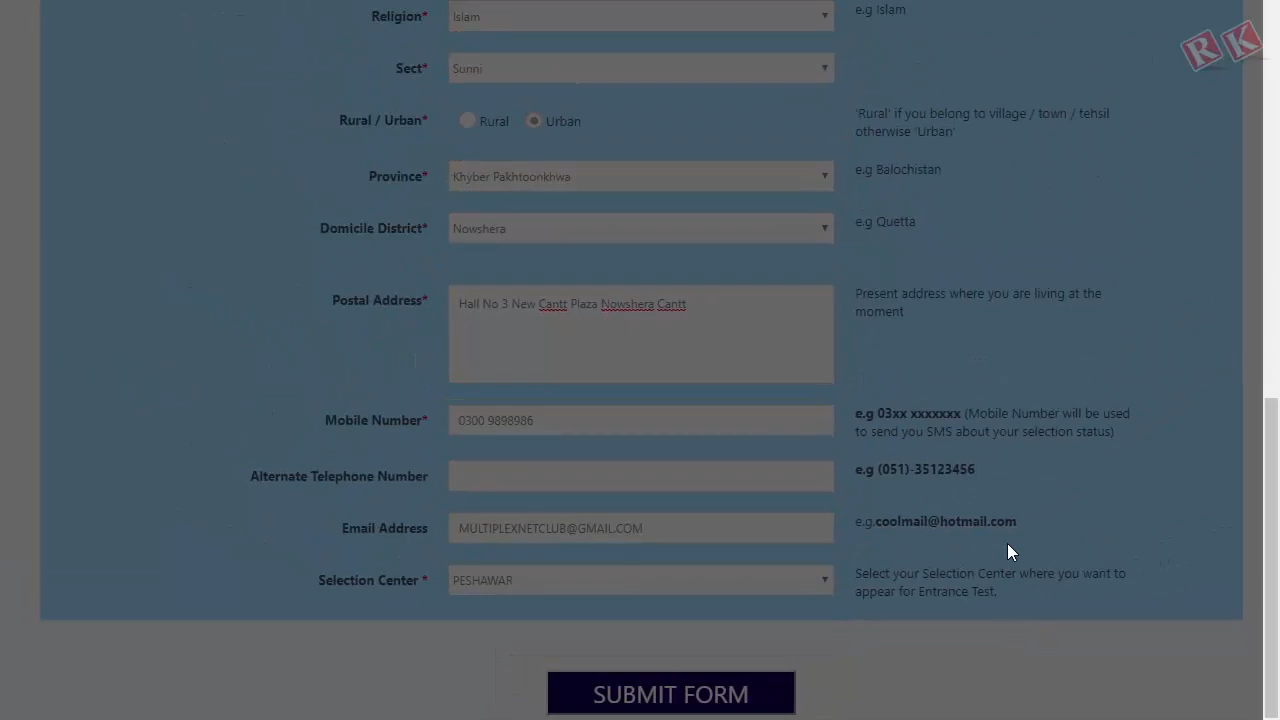 Religion* Islam e.g Islam
RK
Sect* Sunni
Rural / Urban* Rural Urban 'Rural' if you belong to village / town / tehsil
otherwise 'Urban'
Province* Khyber Pakhtoonkhwa e.g Balochistan
Domicile District* Nowshera e.g Quetta
Postal Address* Hall No 3 New Cantt Plaza Nowshera Cantt Present address where you are living at the
moment
Mobile Number* 0300 9898986 e.g 03xx xxxxxxx (Mobile Number will be used
to send you SMS about your selection status)
Alternate Telephone Number e.g (051)-35123456
Email Address MULTIPLEXNETCLUB@GMAIL.COM e.g.coolmail@hotmail.com
Selection Center * PESHAWAR Select your Selection Center where you want to
appear for Entrance Test.
SUBMIT FORM